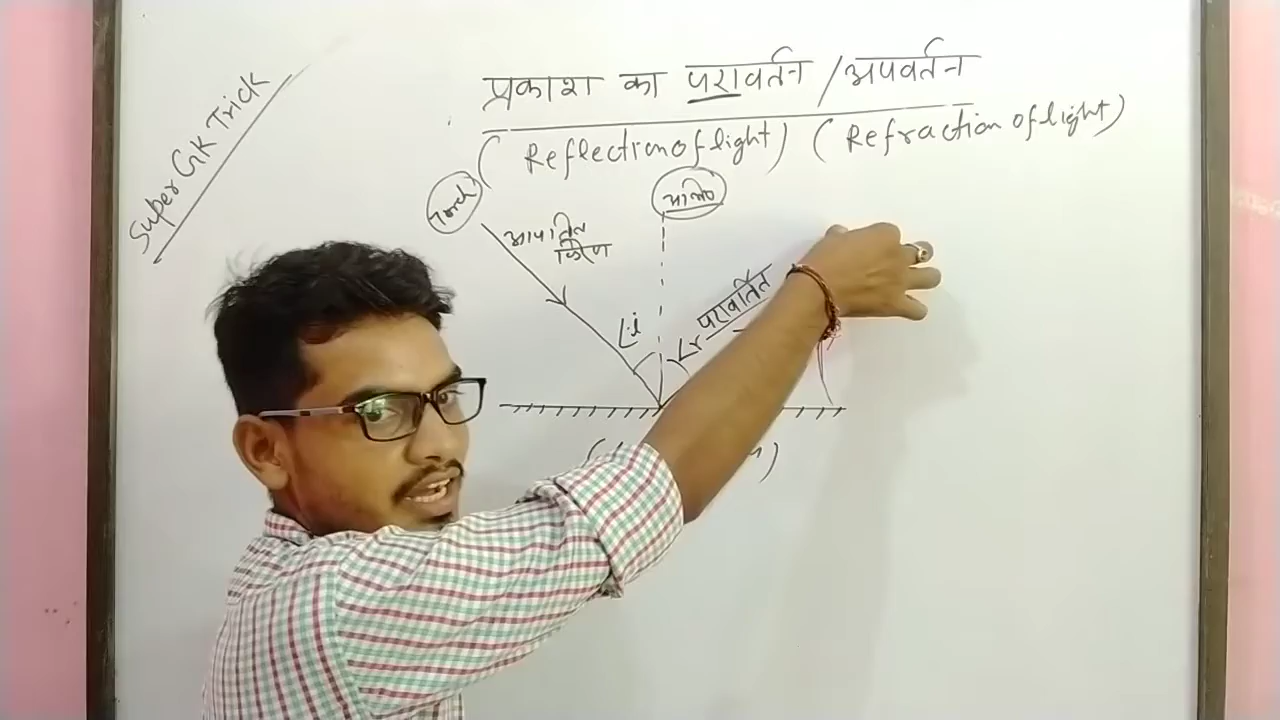 Super GK Trick
प्रकाश का परावर्तन / अपवर्तन
( Reflection of light) ( Refraction of light)
Torch
आपतित
किरण
∠i
∠r
परावर्तित